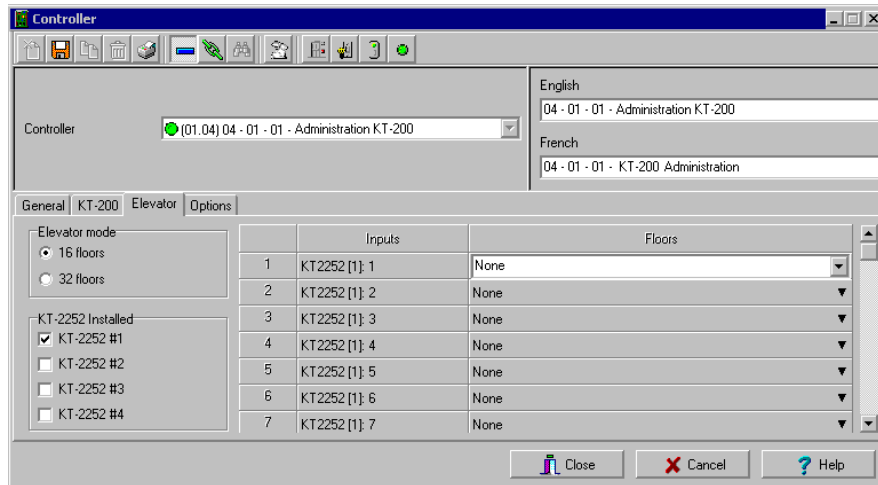 Controller
English
04 - 01 - 01 - Administration KT-200
Controller
(01.04) 04 - 01 - 01 - Administration KT-200
French
04 - 01 - 01 - KT-200 Administration
General KT-200 Elevator Options
Elevator mode
16 floors
32 floors
KT-2252 Installed
KT-2252 #1
KT-2252 #2
KT-2252 #3
KT-2252 #4
Inputs Floors
1 KT2252 [1]: 1 None
2 KT2252 [1]: 2 None
3 KT2252 [1]: 3 None
4 KT2252 [1]: 4 None
5 KT2252 [1]: 5 None
6 KT2252 [1]: 6 None
7 KT2252 [1]: 7 None
Close Cancel ? Help